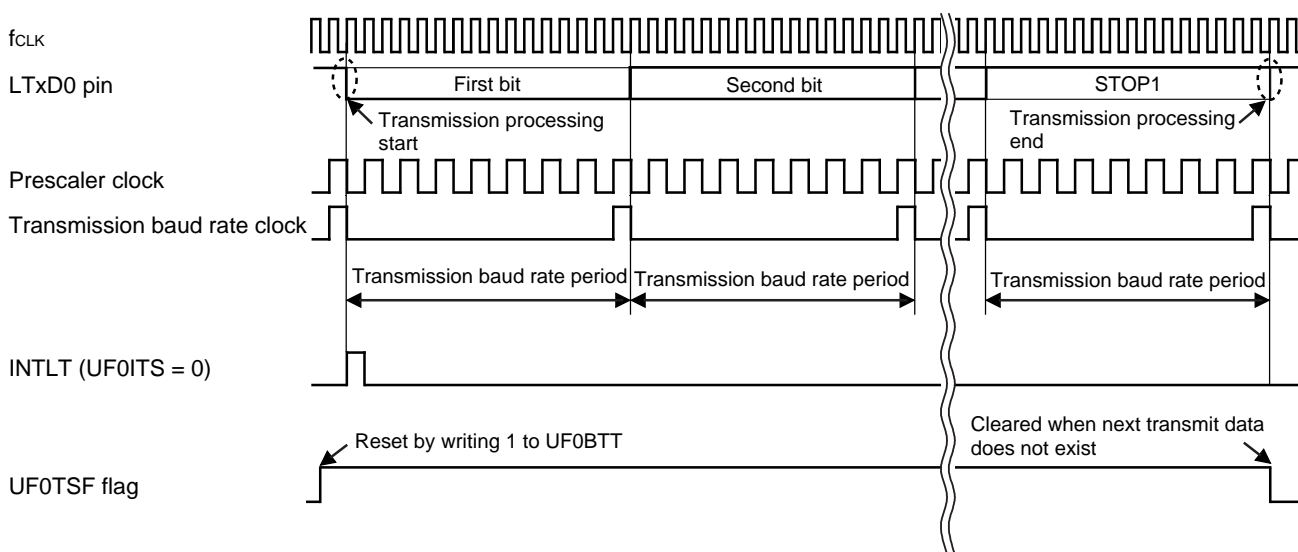 fCLK
LTxD0 pin
First bit
Second bit
STOP1
Transmission processing
start
Transmission processing
end
Prescaler clock
Transmission baud rate clock
Transmission baud rate period
Transmission baud rate period
Transmission baud rate period
INTLT (UF0ITS = 0)
Reset by writing 1 to UF0BTT
Cleared when next transmit data
does not exist
UF0TSF flag